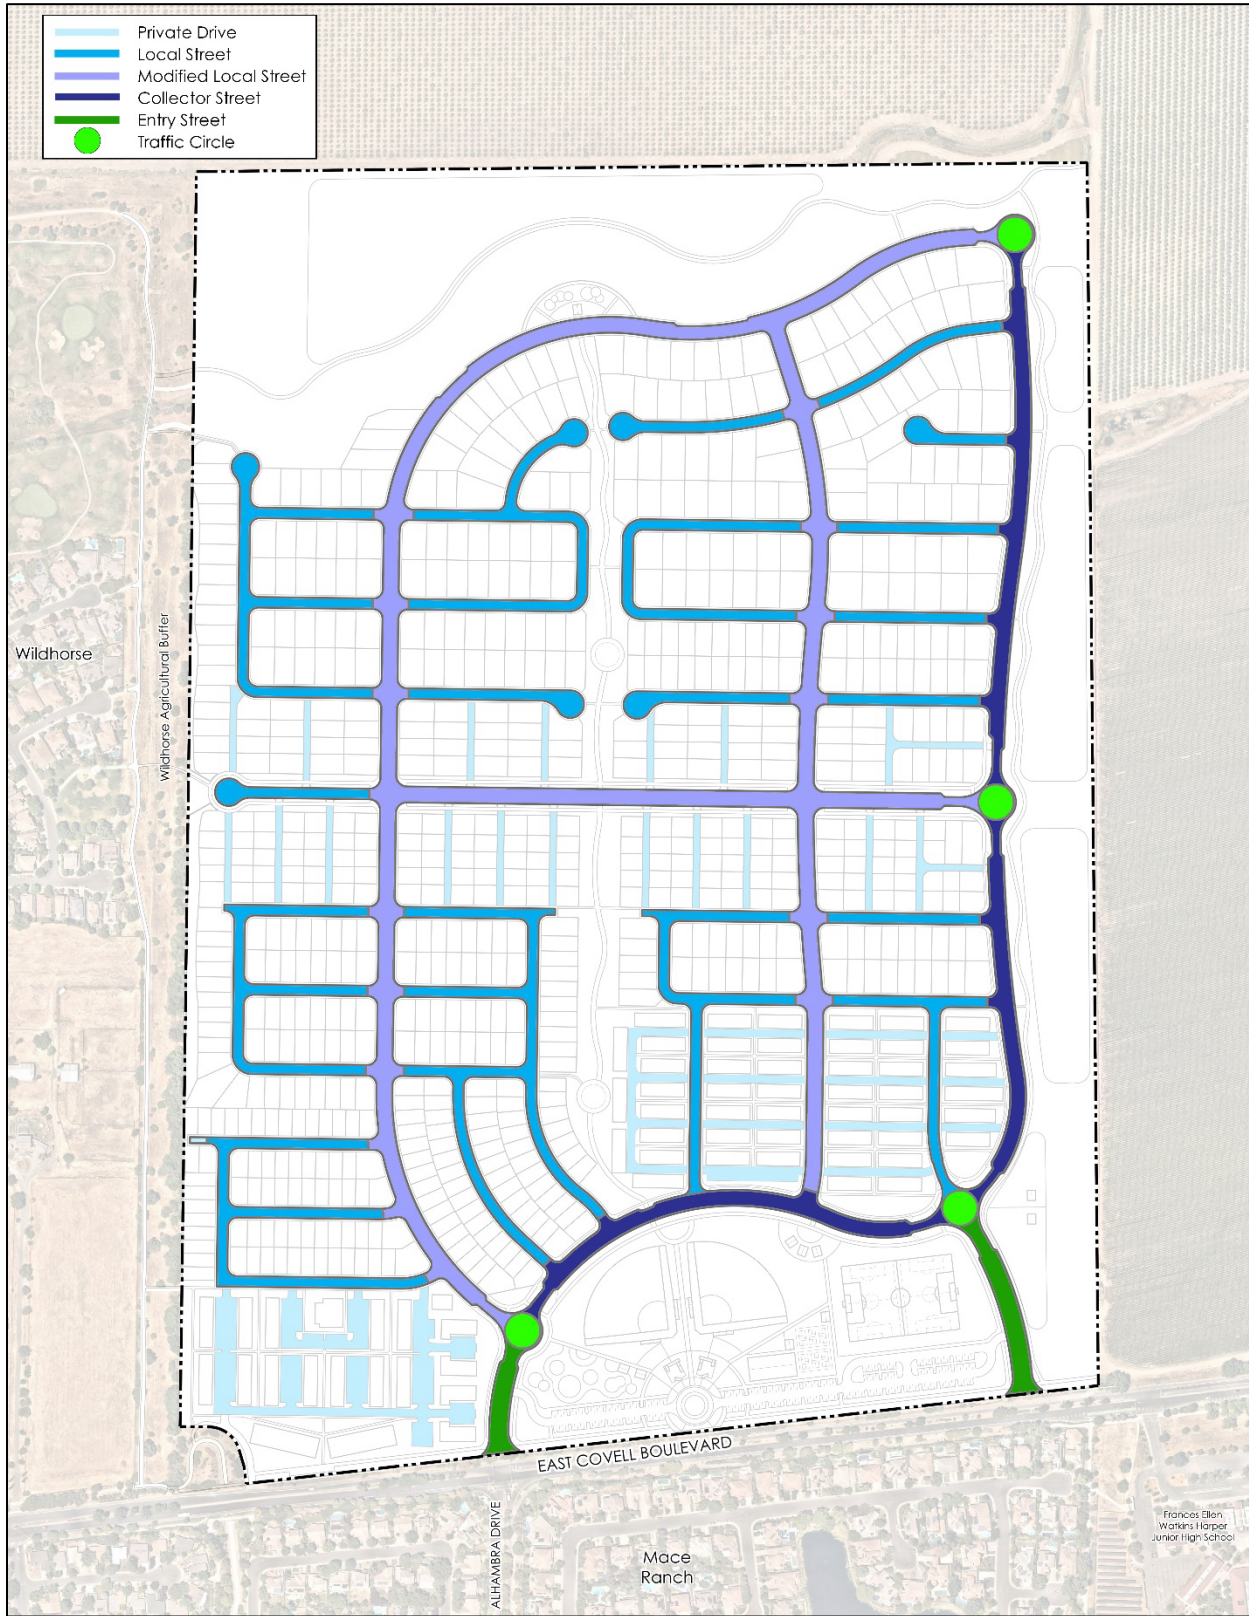 Private Drive
Local Street
Modified Local Street
Collector Street
Entry Street
Traffic Circle
Wildhorse
Wildhorse Agricultural Buffer
EAST COVELL BOULEVARD
ALHAMBRA DRIVE
Mace
Ranch
Frances Ellen
Watkins Harper
Junior High School